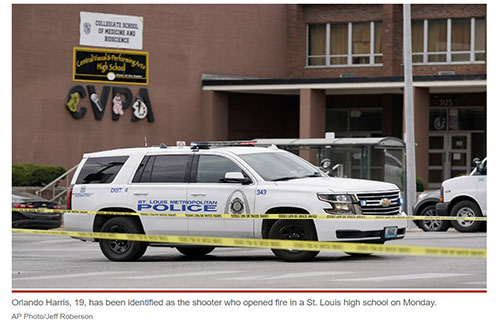 COLLEGIATE SCHOOL
OF MEDICINE AND
BIOSCIENCE
Central Visual & Performing Arts
High School
CVPA
DIST. 4
343
ST. LOUIS METROPOLITAN
POLICE
Orlando Harris, 19, has been identified as the shooter who opened fire in a St. Louis high school on Monday.
AP Photo/Jeff Roberson